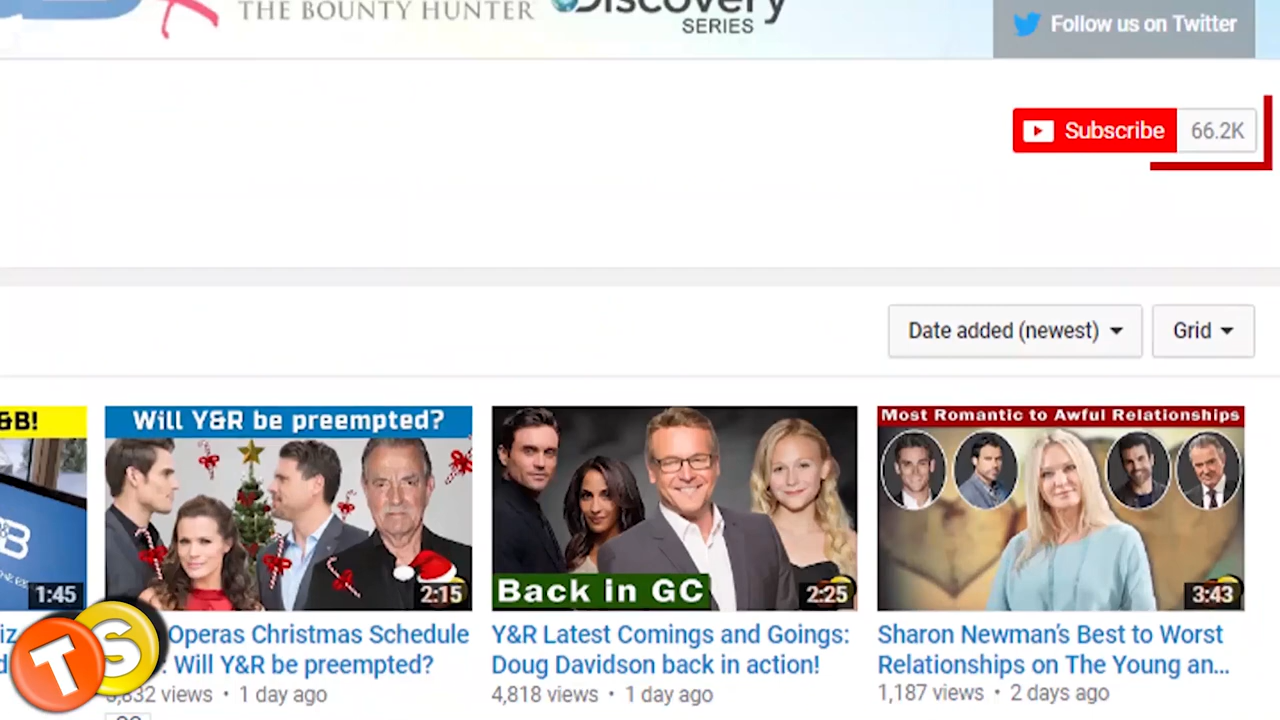 THE BOUNTY HUNTER
Discovery
SERIES
Follow us on Twitter
Subscribe 66.2K
Date added (newest)
Grid
&B!
1:45
Will Y&R be preempted?
2:15
Back in GC
2:25
Most Romantic to Awful Relationships
3:43
Operas Christmas Schedule
: Will Y&R be preempted?
views • 1 day ago
Y&R Latest Comings and Goings:
Doug Davidson back in action!
4,818 views • 1 day ago
Sharon Newman's Best to Worst
Relationships on The Young an...
1,187 views • 2 days ago
TS